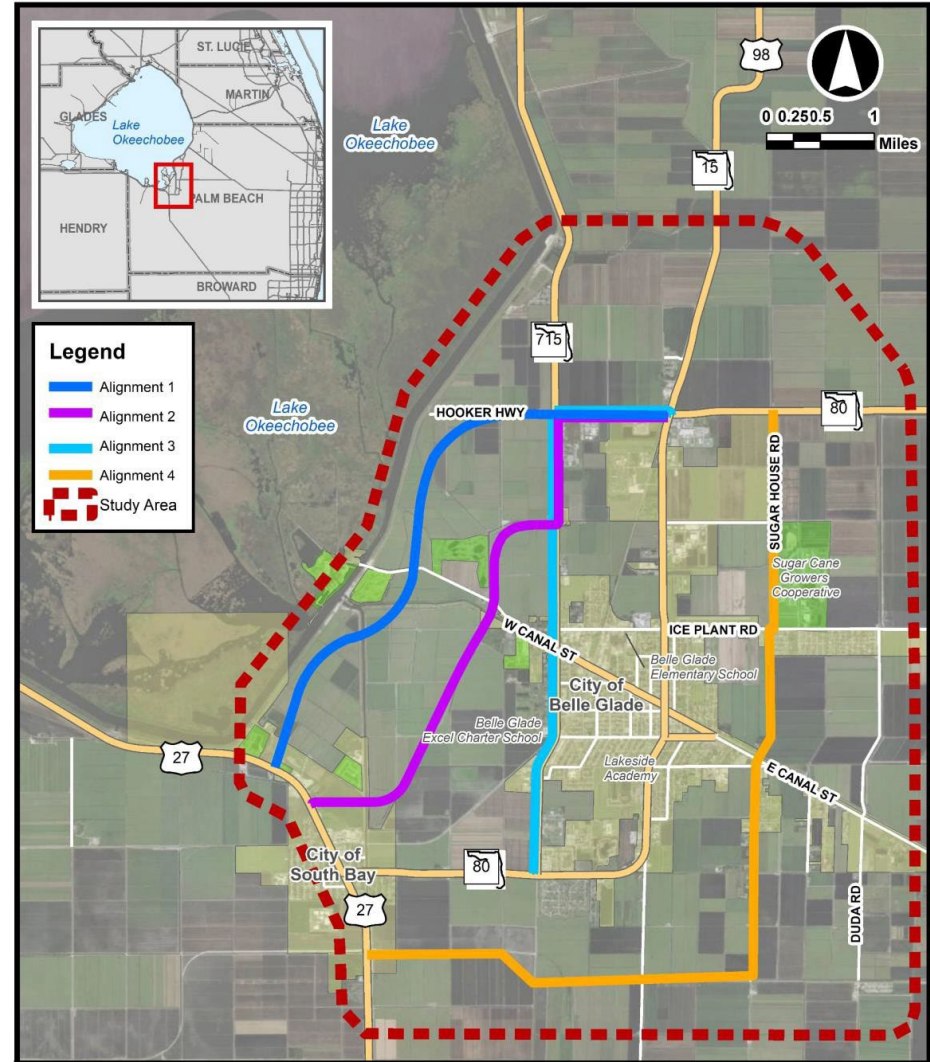 ST. LUCIE
MARTIN
GLADES
Lake
Okeechobee
PALM BEACH
HENDRY
BROWARD
Legend
Alignment 1
Alignment 2
Alignment 3
Alignment 4
Study Area
98
0 0.25 0.5 1
Miles
Lake
Okeechobee
15
715
HOOKER HWY
80
Lake
Okeechobee
SUGAR HOUSE RD
Sugar Cane
Growers
Cooperative
W CANAL ST
ICE PLANT RD
Belle Glade
Elementary School
City of
Belle Glade
Belle Glade
Excel Charter School
27
Lakeside
Academy
E CANAL ST
City of
South Bay
80
27
DUDA RD